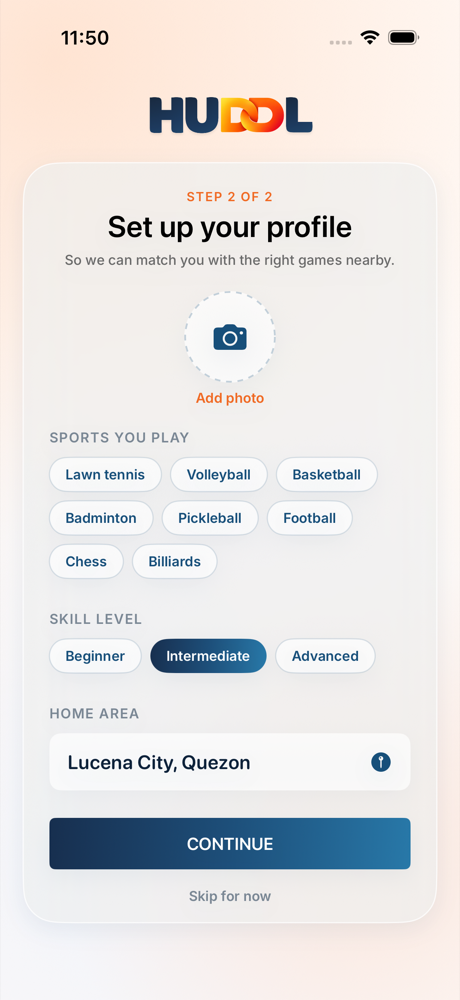 11:50
HUDDL
STEP 2 OF 2
Set up your profile
So we can match you with the right games nearby.
Add photo
SPORTS YOU PLAY
Lawn tennis Volleyball Basketball
Badminton Pickleball Football
Chess Billiards
SKILL LEVEL
Beginner Intermediate Advanced
HOME AREA
Lucena City, Quezon
CONTINUE
Skip for now